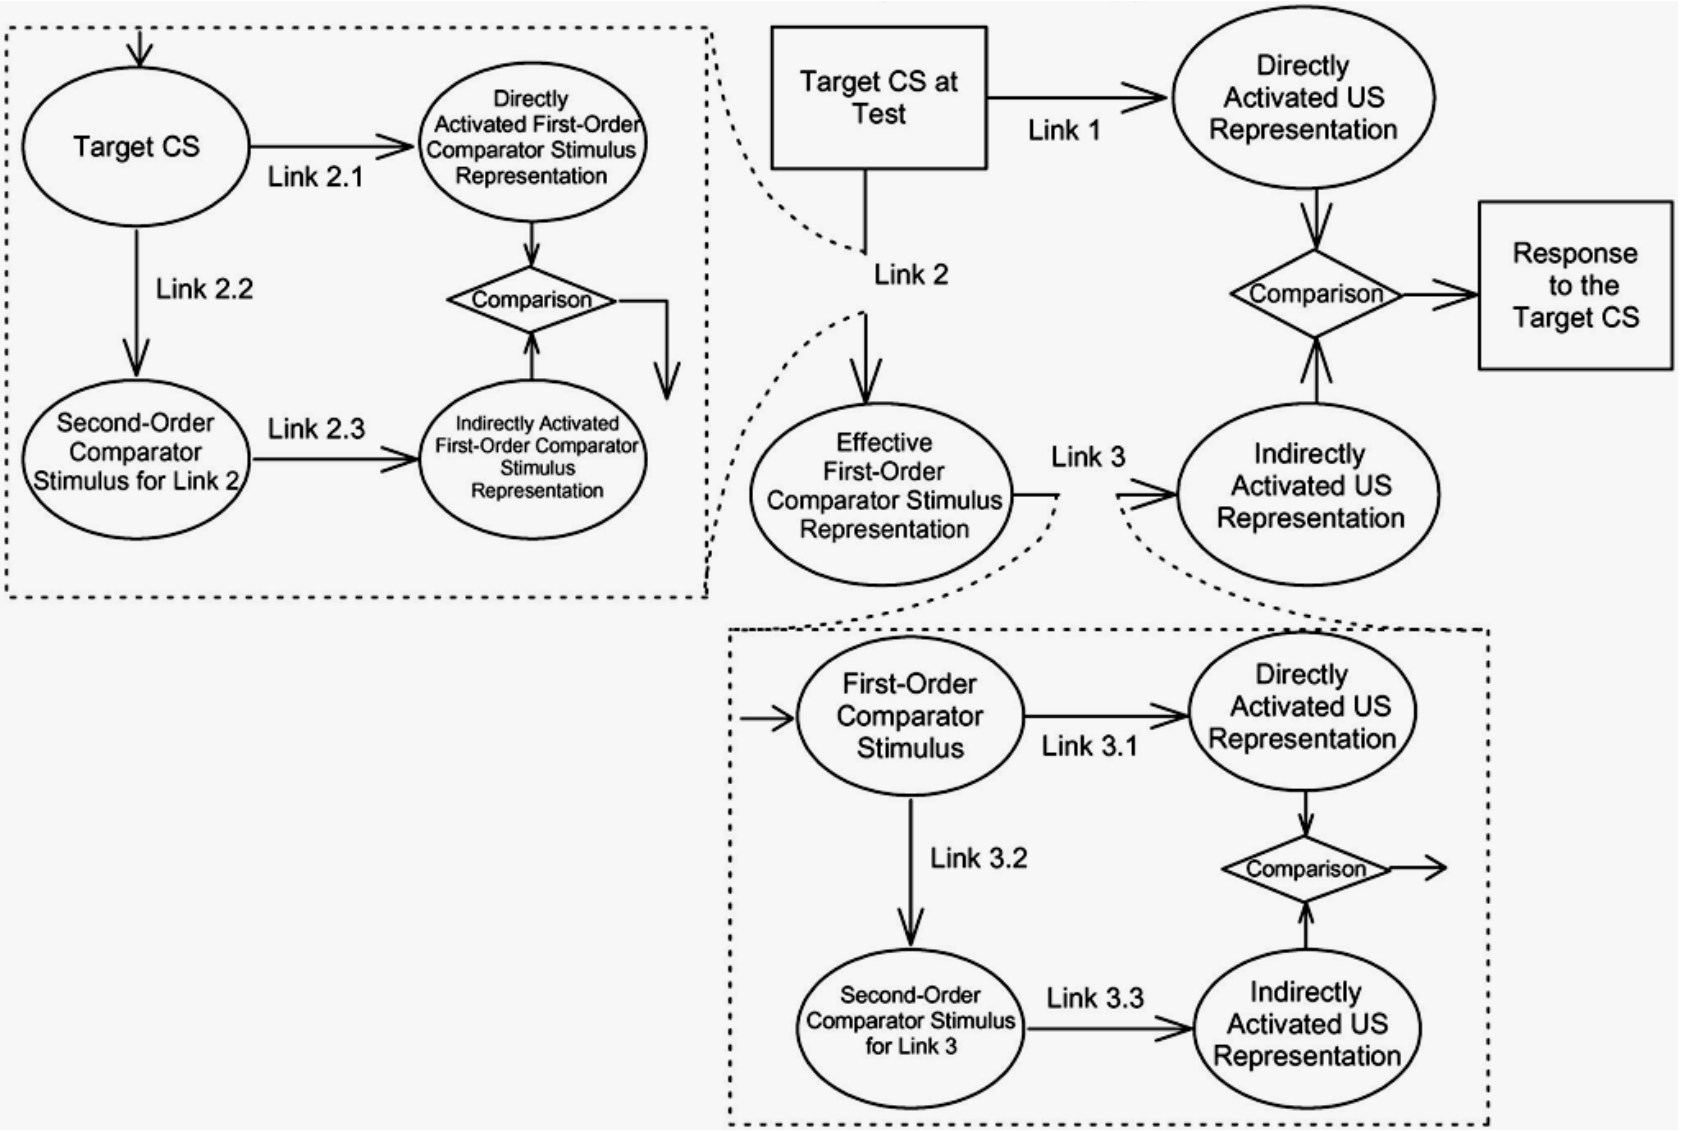 Target CS
Link 2.1
Directly
Activated First-Order
Comparator Stimulus
Representation
Link 2.2
Comparison
Second-Order
Comparator
Stimulus for Link 2
Link 2.3
Indirectly Activated
First-Order Comparator
Stimulus
Representation
Target CS at
Test
Link 1
Directly
Activated US
Representation
Link 2
Comparison
Response
to the
Target CS
Effective
First-Order
Comparator Stimulus
Representation
Link 3
Indirectly
Activated US
Representation
First-Order
Comparator
Stimulus
Link 3.1
Directly
Activated US
Representation
Link 3.2
Comparison
Second-Order
Comparator Stimulus
for Link 3
Link 3.3
Indirectly
Activated US
Representation